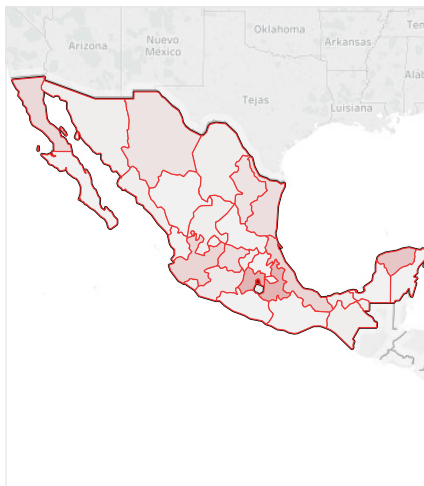 Oklahoma
Ten
Arizona
Nuevo
México
Arkansas
Alab
Tejas
Luisiana